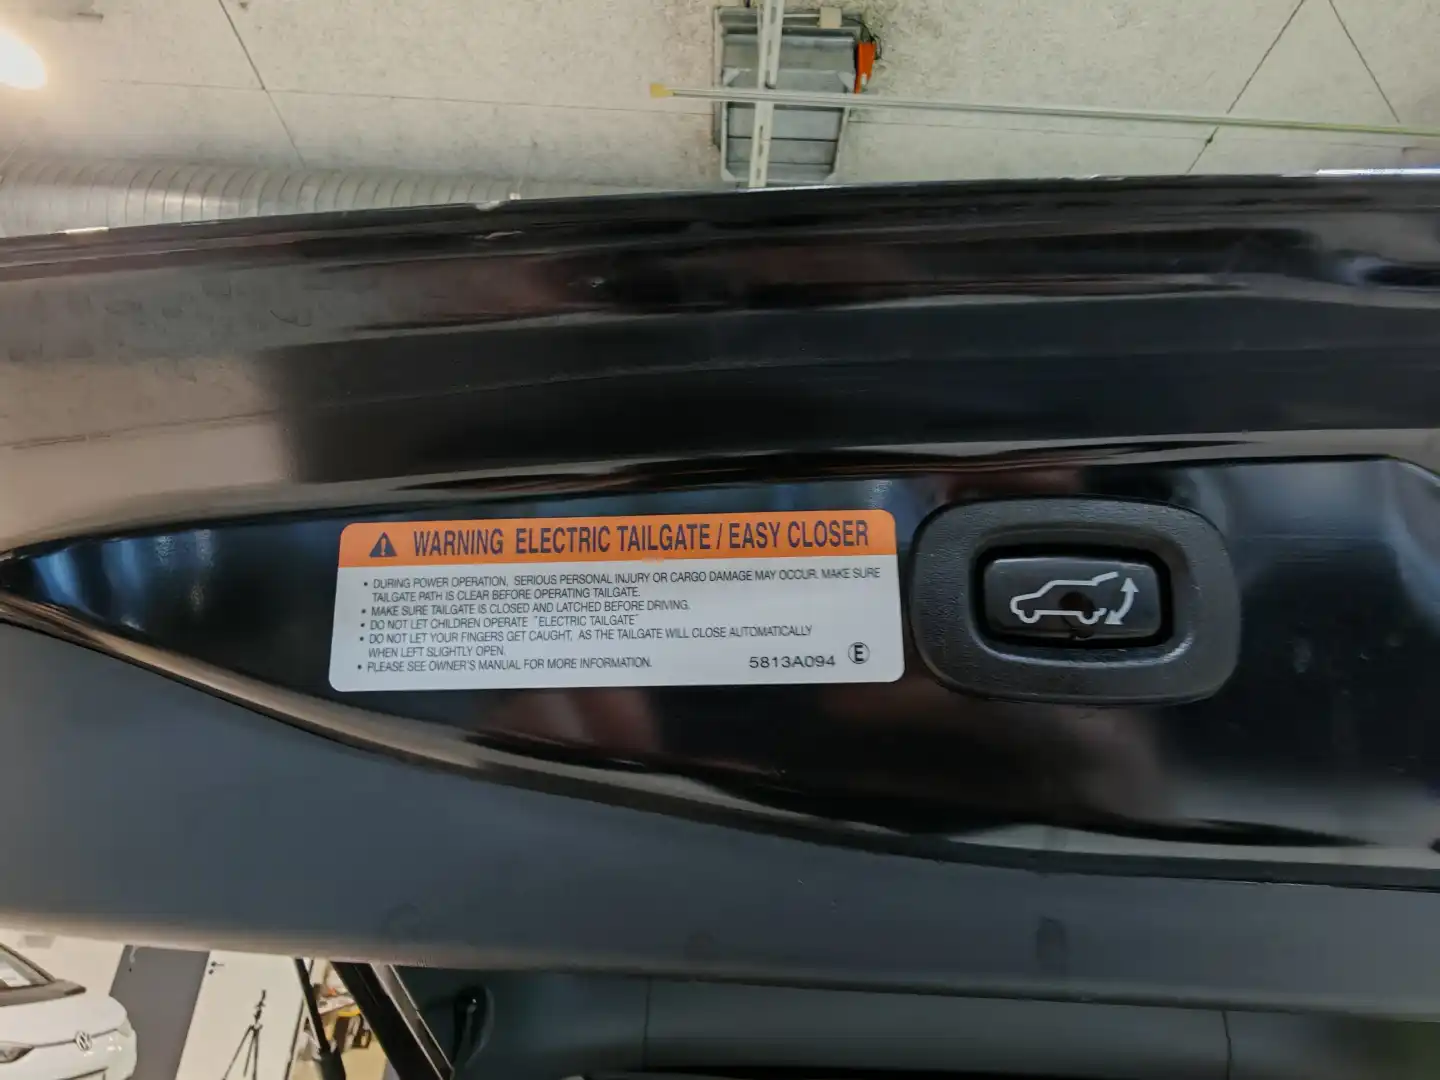 WARNING ELECTRIC TAILGATE / EASY CLOSER
• DURING POWER OPERATION, SERIOUS PERSONAL INJURY OR CARGO DAMAGE MAY OCCUR. MAKE SURE
TAILGATE PATH IS CLEAR BEFORE OPERATING TAILGATE.
• MAKE SURE TAILGATE IS CLOSED AND LATCHED BEFORE DRIVING.
• DO NOT LET CHILDREN OPERATE "ELECTRIC TAILGATE"
• DO NOT LET YOUR FINGERS GET CAUGHT, AS THE TAILGATE WILL CLOSE AUTOMATICALLY
WHEN LEFT SLIGHTLY OPEN.
• PLEASE SEE OWNER'S MANUAL FOR MORE INFORMATION.
5813A094 E